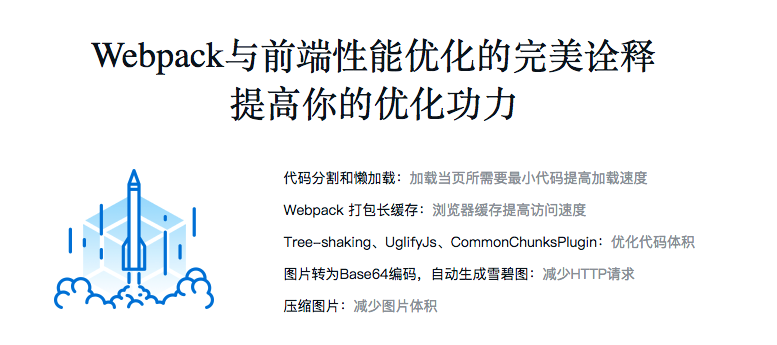 Webpack与前端性能优化的完美诠释
提高你的优化功力
代码分割和懒加载：加载当页所需要最小代码提高加载速度
Webpack 打包长缓存：浏览器缓存提高访问速度
Tree-shaking、UglifyJs、CommonChunksPlugin：优化代码体积
图片转为Base64编码，自动生成雪碧图：减少HTTP请求
压缩图片：减少图片体积